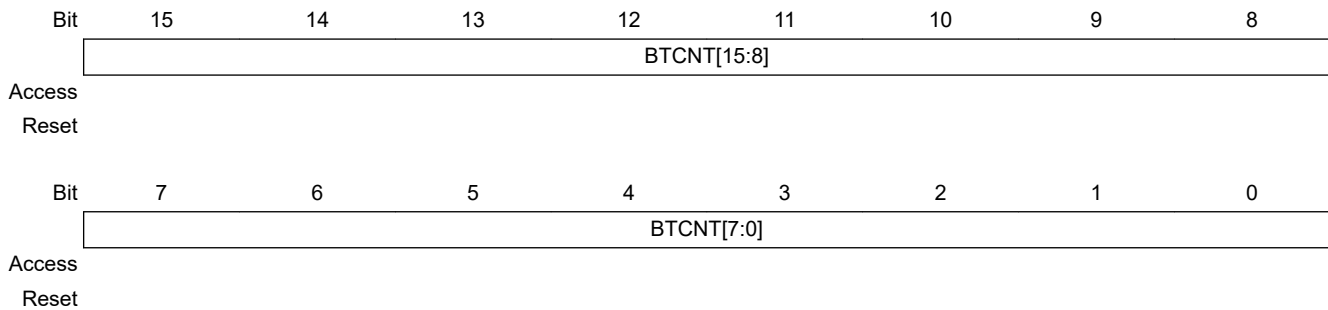 Bit 15 14 13 12 11 10 9 8
BTCNT[15:8]
Access
Reset
Bit 7 6 5 4 3 2 1 0
BTCNT[7:0]
Access
Reset